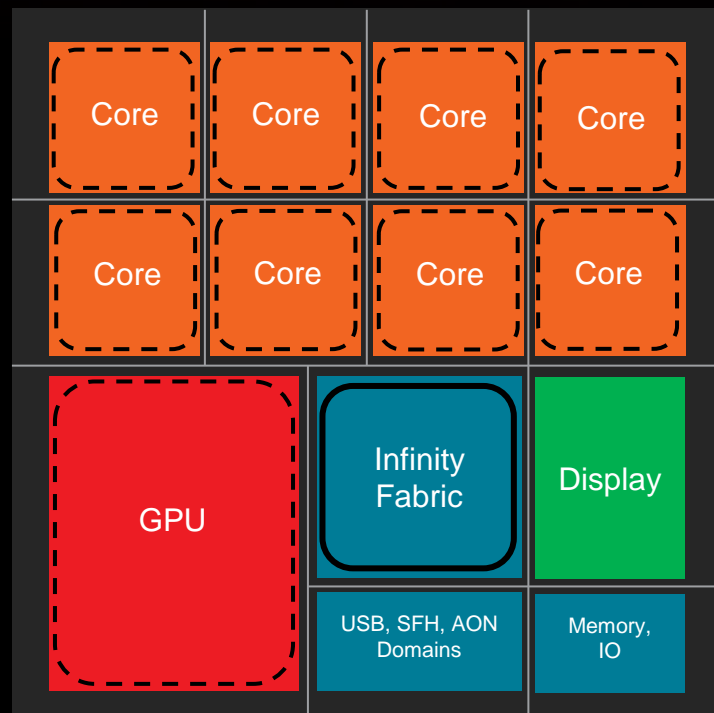 Core
Core
Core
Core
Core
Core
Core
Core
GPU
Infinity
Fabric
Display
USB, SFH, AON
Domains
Memory,
IO